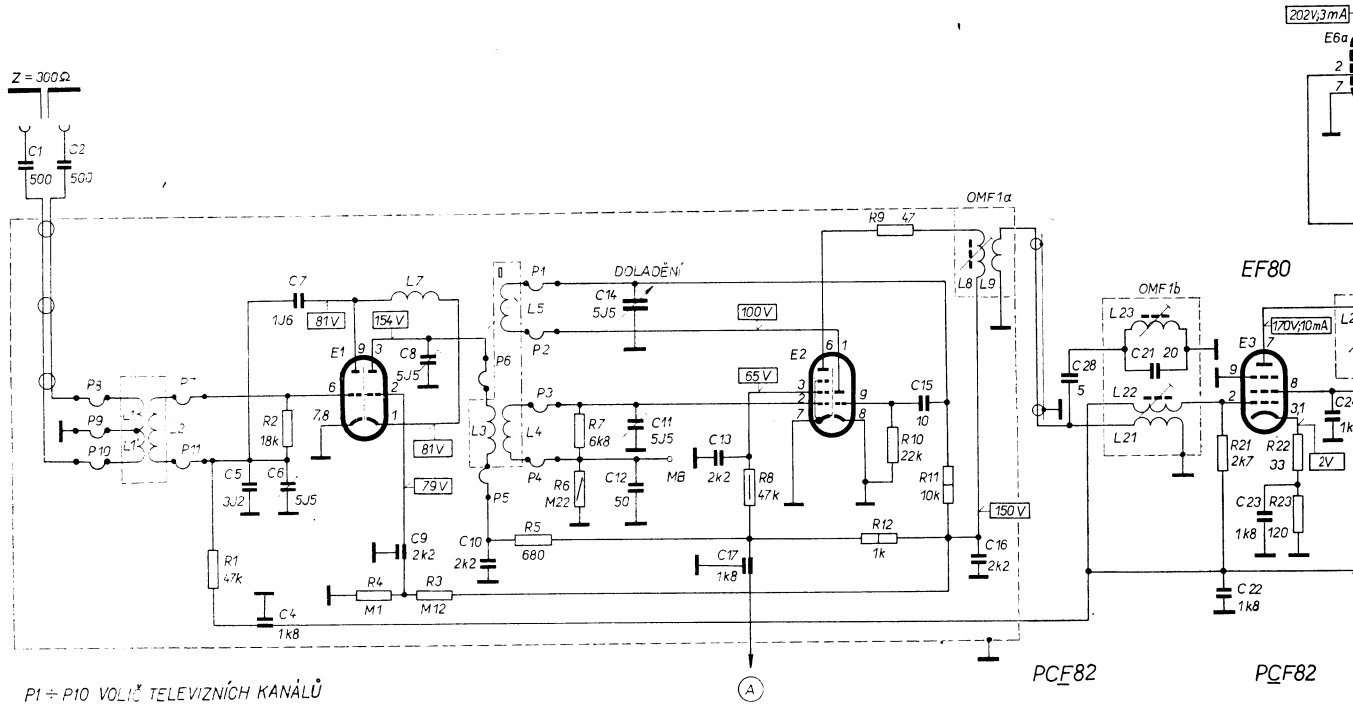 202V;3mA
E6a
2
7
Z = 300Ω
C1
500
C2
500
OMF1a
R9 47
L8
L9
EF80
OMF1b
L23
C21 20
L22
L21
C28
5
170V;10mA
E3
7
9
2
8
3,1
C7
1J6
L7
81V
154V
E1
9
3
6
2
7,8
1
C8
5J5
81V
79V
P1
L5
P2
P6
DOLADĚNÍ
C14
5J5
100V
65V
E2
6
1
3
2
7
9
8
C15
10
P8
P9
P10
L1
L2
P7
P11
R2
18k
C5
3J2
C6
5J5
L3
L4
P3
P4
P5
R7
6k8
C11
5J5
R6
M22
C12
50
MB
C13
2k2
R8
47k
R10
22k
R11
10k
150V
R21
2k7
R22
33
2V
C23
1k8
R23
120
R1
47k
C4
1k8
C9
2k2
R4
M1
R3
M12
C10
2k2
R5
680
C17
1k8
R12
1k
C16
2k2
C22
1k8
A
PCF82
PCF82
P1 ÷ P10 VOLIČ TELEVIZNÍCH KANÁLŮ